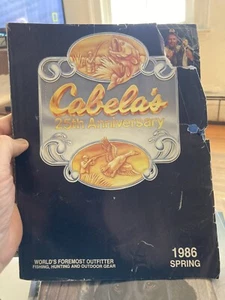 Cabela's
25th Anniversary
WORLD'S FOREMOST OUTFITTER
FISHING, HUNTING AND OUTDOOR GEAR
1986
SPRING